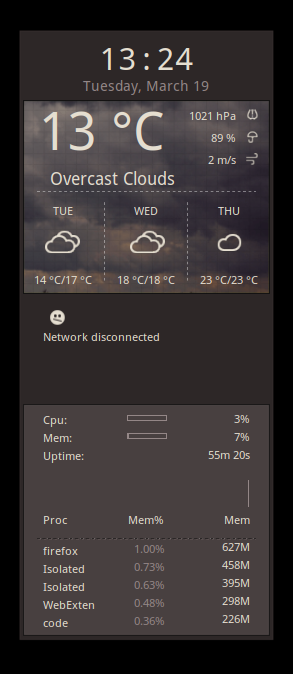 13:24
Tuesday, March 19
13 °C
1021 hPa
89 %
2 m/s
Overcast Clouds
TUE WED THU
14 °C/17 °C 18 °C/18 °C 23 °C/23 °C
Network disconnected
Cpu: 3%
Mem: 7%
Uptime: 55m 20s
Proc Mem% Mem
firefox 1.00% 627M
Isolated 0.73% 458M
Isolated 0.63% 395M
WebExten 0.48% 298M
code 0.36% 226M